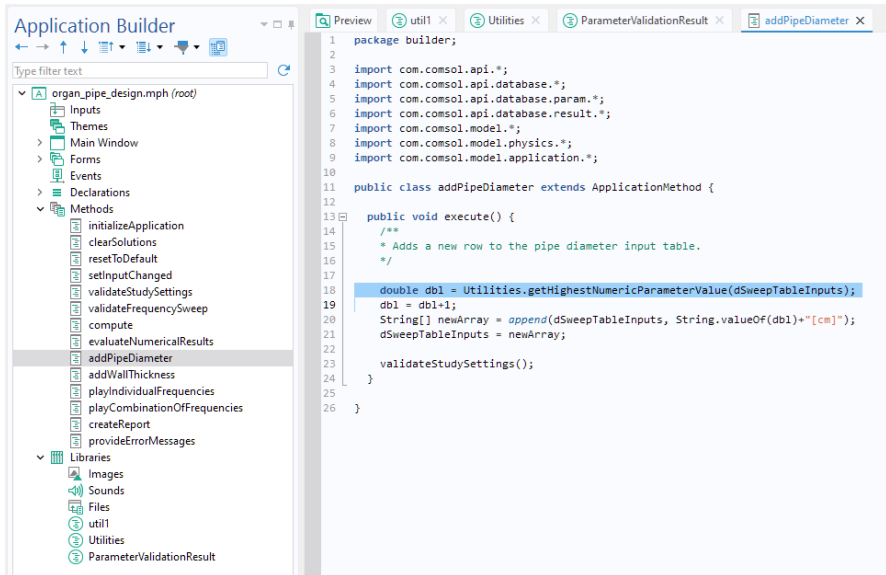 Application Builder
Type filter text
organ_pipe_design.mph (root)
Inputs
Themes
Main Window
Forms
Events
Declarations
Methods
initializeApplication
clearSolutions
resetToDefault
setInputChanged
validateStudySettings
validateFrequencySweep
compute
evaluateNumericalResults
addPipeDiameter
addWallThickness
playIndividualFrequencies
playCombinationOfFrequencies
createReport
provideErrorMessages
Libraries
Images
Sounds
Files
util1
Utilities
ParameterValidationResult
Preview util1 Utilities ParameterValidationResult addPipeDiameter
1 package builder;
2
3 import com.comsol.api.*;
4 import com.comsol.api.database.*;
5 import com.comsol.api.database.param.*;
6 import com.comsol.api.database.result.*;
7 import com.comsol.model.*;
8 import com.comsol.model.physics.*;
9 import com.comsol.model.application.*;
10
11 public class addPipeDiameter extends ApplicationMethod {
12
13 public void execute() {
14 /**
15 * Adds a new row to the pipe diameter input table.
16 */
17
18 double dbl = Utilities.getHighestNumericParameterValue(dSweepTableInputs);
19 dbl = dbl+1;
20 String[] newArray = append(dSweepTableInputs, String.valueOf(dbl)+"[cm]");
21 dSweepTableInputs = newArray;
22
23 validateStudySettings();
24 }
25
26 }